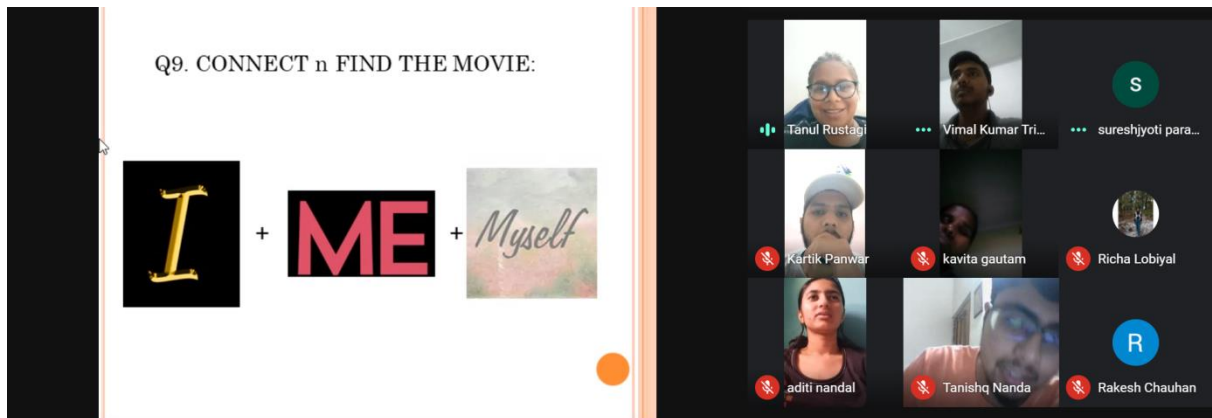 Q9. CONNECT n FIND THE MOVIE:
I + ME + Myself
Tanul Rustagi
Vimal Kumar Tri...
S
sureshjyoti para...
Kartik Panwar
kavita gautam
Richa Lobiyal
aditi nandal
Tanishq Nanda
R
Rakesh Chauhan